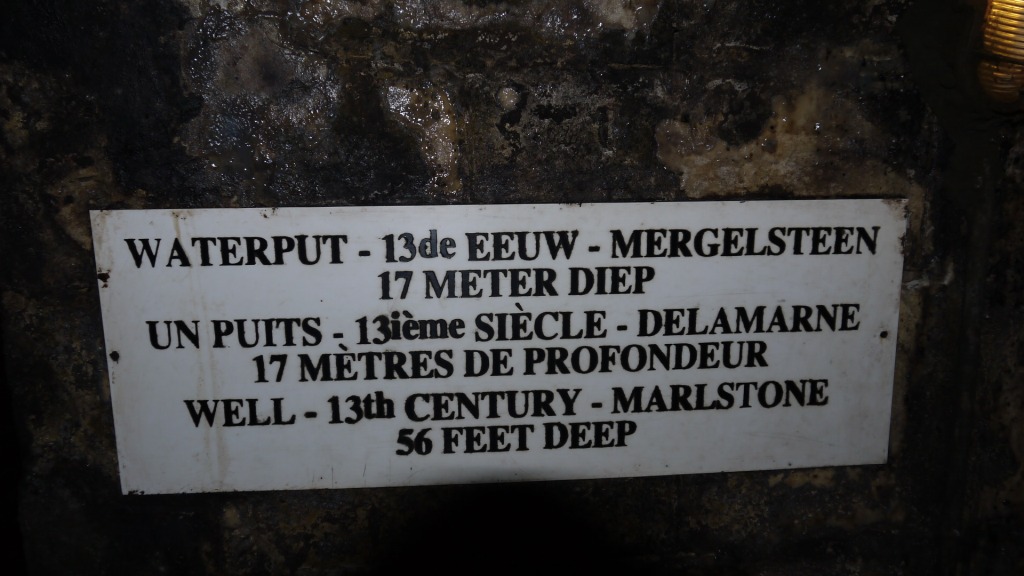 WATERPUT - 13de EEUW - MERGELSTEEN
17 METER DIEP
UN PUITS - 13ième SIÈCLE - DELAMARNE
17 MÈTRES DE PROFONDEUR
WELL - 13th CENTURY - MARLSTONE
56 FEET DEEP